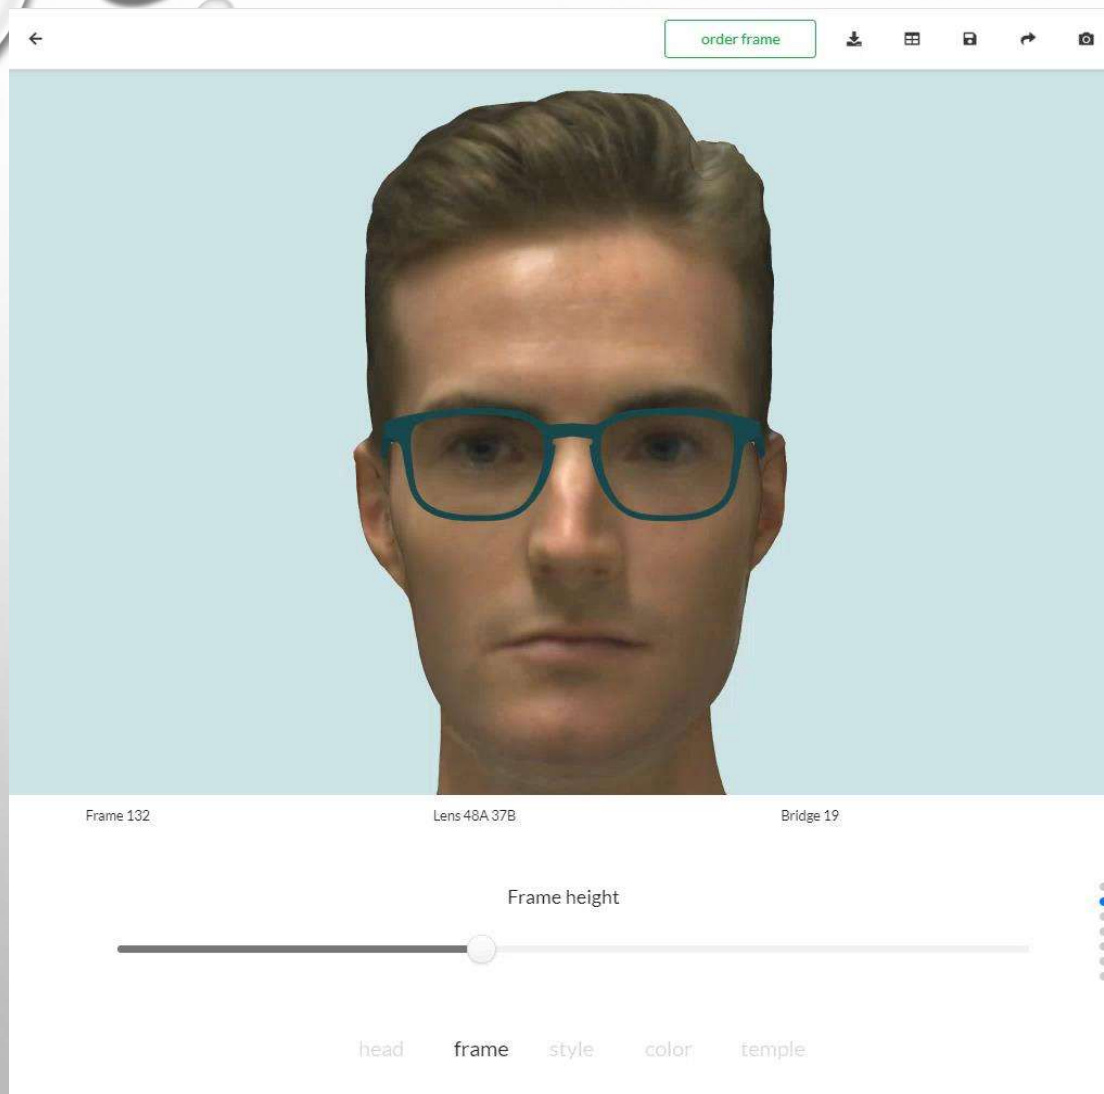 order frame
Frame 132
Lens 48A 37B
Bridge 19
Frame height
head
frame
style
color
temple